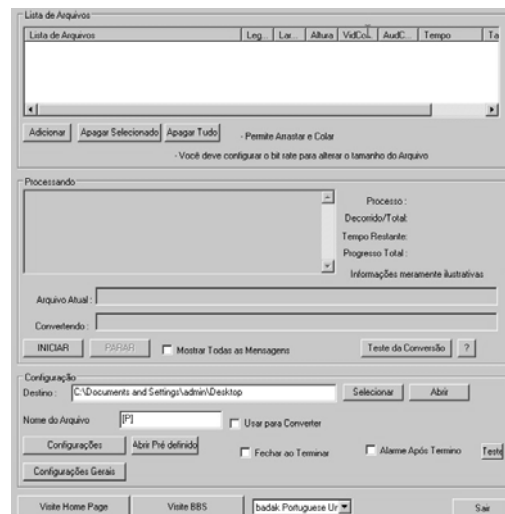 Lista de Arquivos
Lista de Arquivos Leg... Lar... Altura VidCo... AudC... Tempo Ta
Adicionar Apagar Selecionado Apagar Tudo - Permite Arrastar e Colar
- Você deve configurar o bit rate para alterar o tamanho do Arquivo
Processando
Processo :
Decorrido/Total:
Tempo Restante:
Progresso Total :
Informações meramente ilustrativas
Arquivo Atual :
Convertendo :
INICIAR PARAR Mostrar Todas as Mensagens Teste da Conversão ?
Configuração
Destino : C:\Documents and Settings\admin\Desktop Selecionar Abrir
Nome do Arquivo [P] Usar para Converter
Configurações Abrir Pré definido Fechar ao Terminar Alarme Após Termino Teste
Configurações Gerais
Visite Home Page Visite BBS badak Portuguese Ur Sair